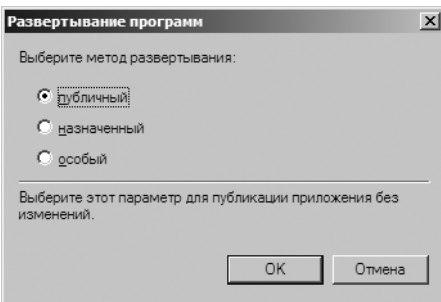 Развертывание программ
Выберите метод развертывания:
публичный
назначенный
особый
Выберите этот параметр для публикации приложения без
изменений.
OK
Отмена